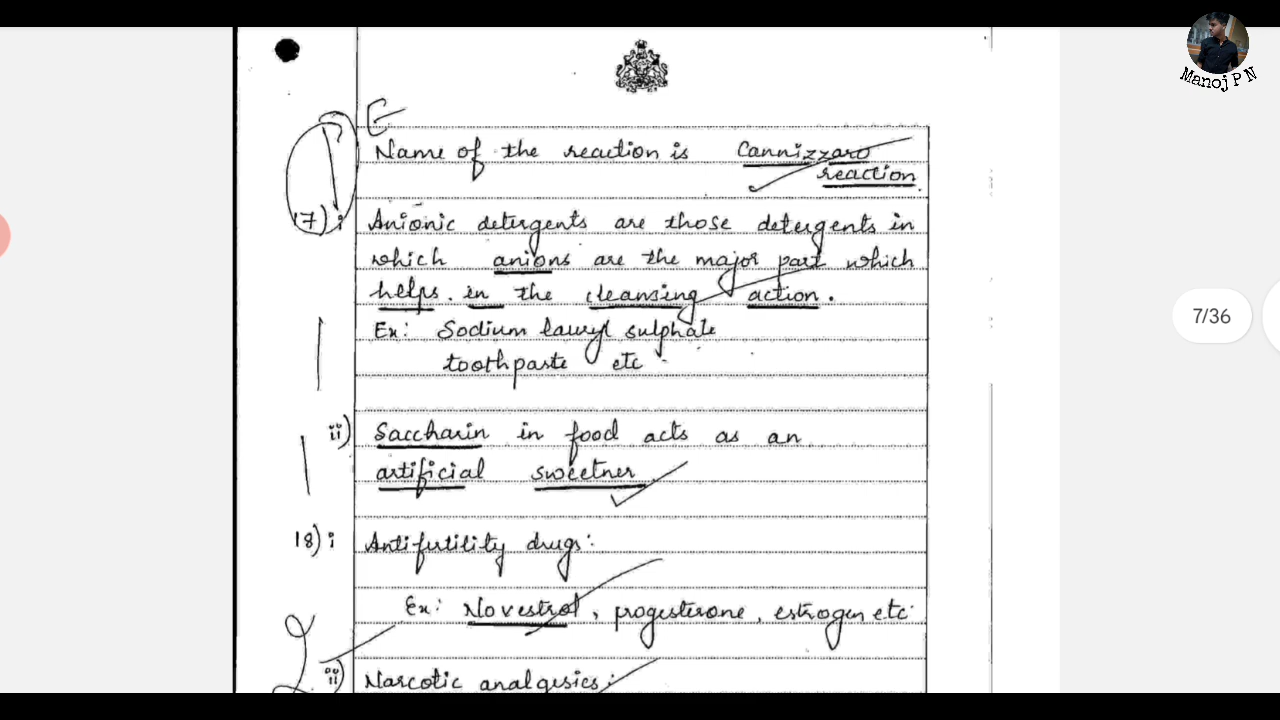 Manoj P N
Name of the reaction is Cannizzaro
reaction.
17) i Anionic detergents are those detergents in
which anions are the major part which
helps in the cleansing action.
Ex: Sodium lauryl sulphate
toothpaste etc
7/36
ii) Saccharin in food acts as an
artificial sweetner
18) i Antifertility drugs:
Ex: Novestrol, progesterone, estrogen etc
ii) Narcotic analgesics: